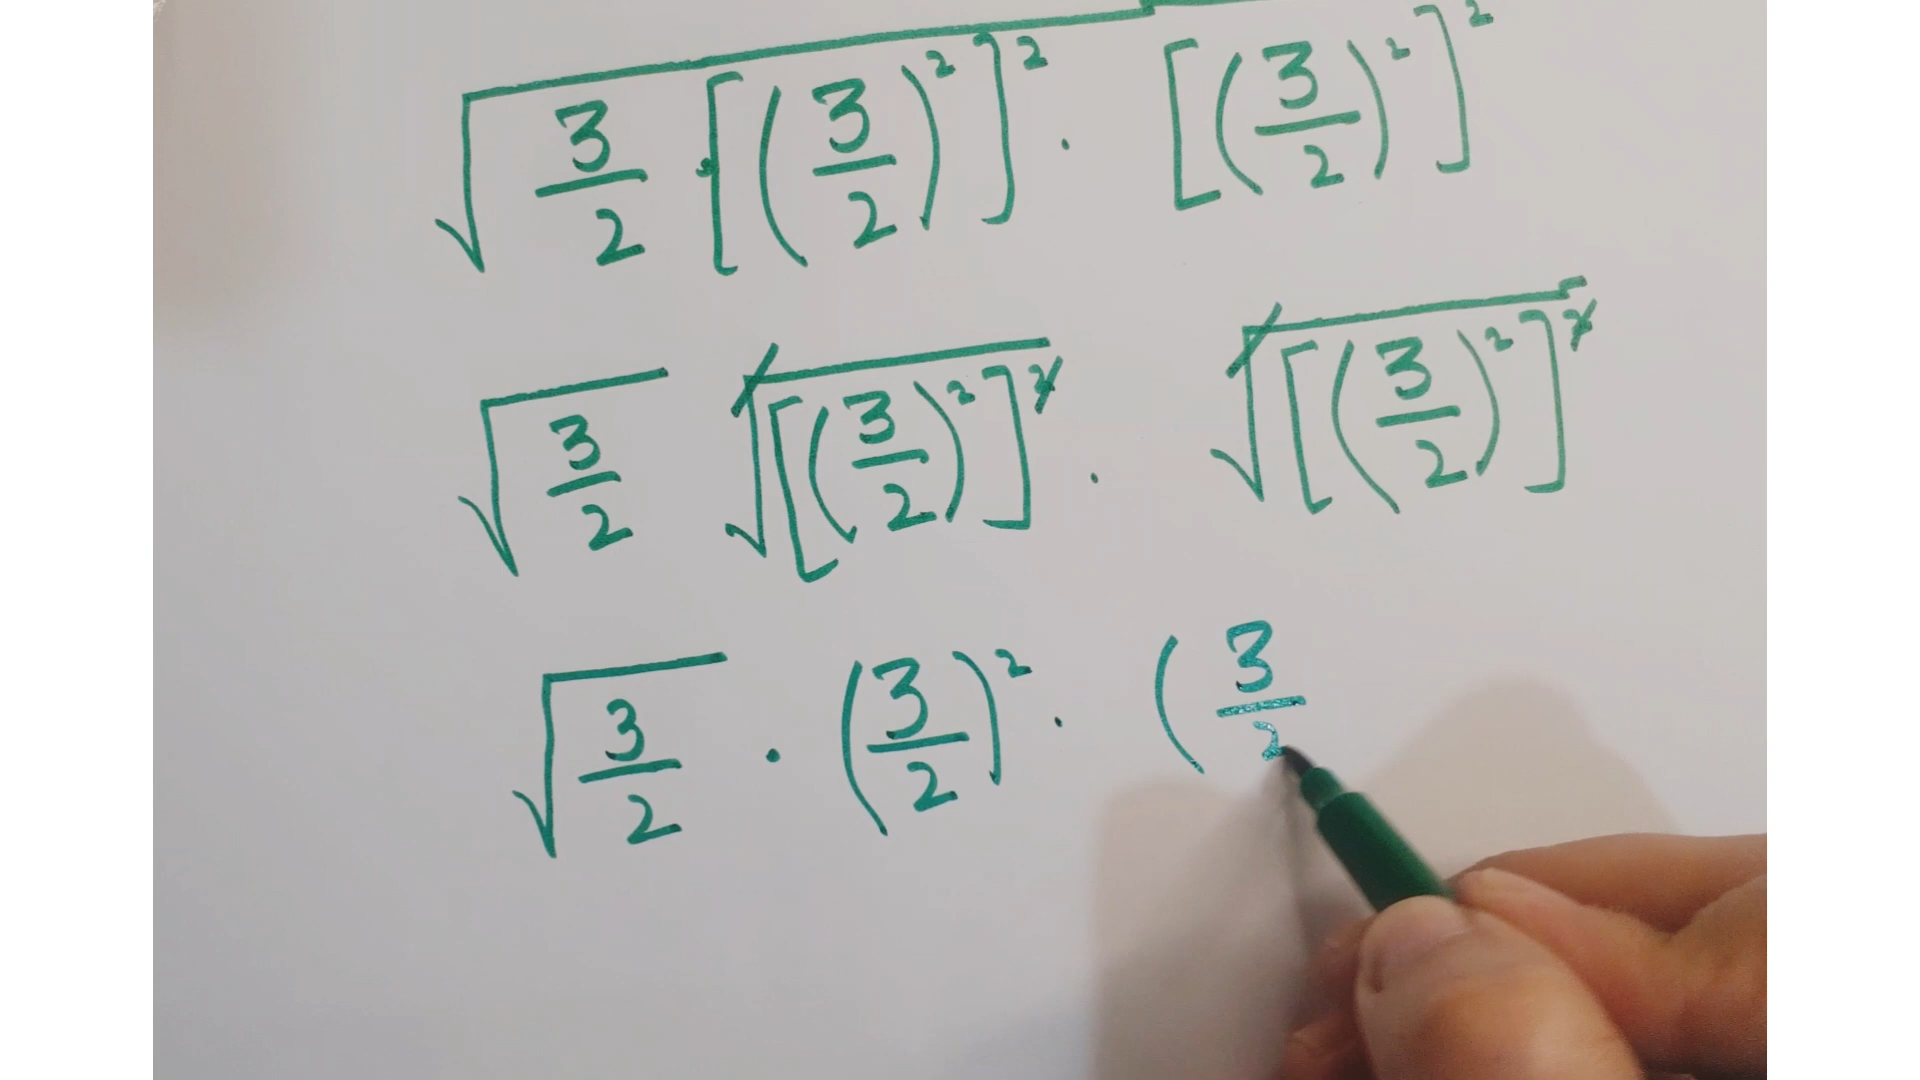 √(3/2 · [(3/2)²]² · [(3/2)²]²)
√(3/2) √([(3/2)²]²) · √([(3/2)²]²)
√(3/2) · (3/2)² · (3/2